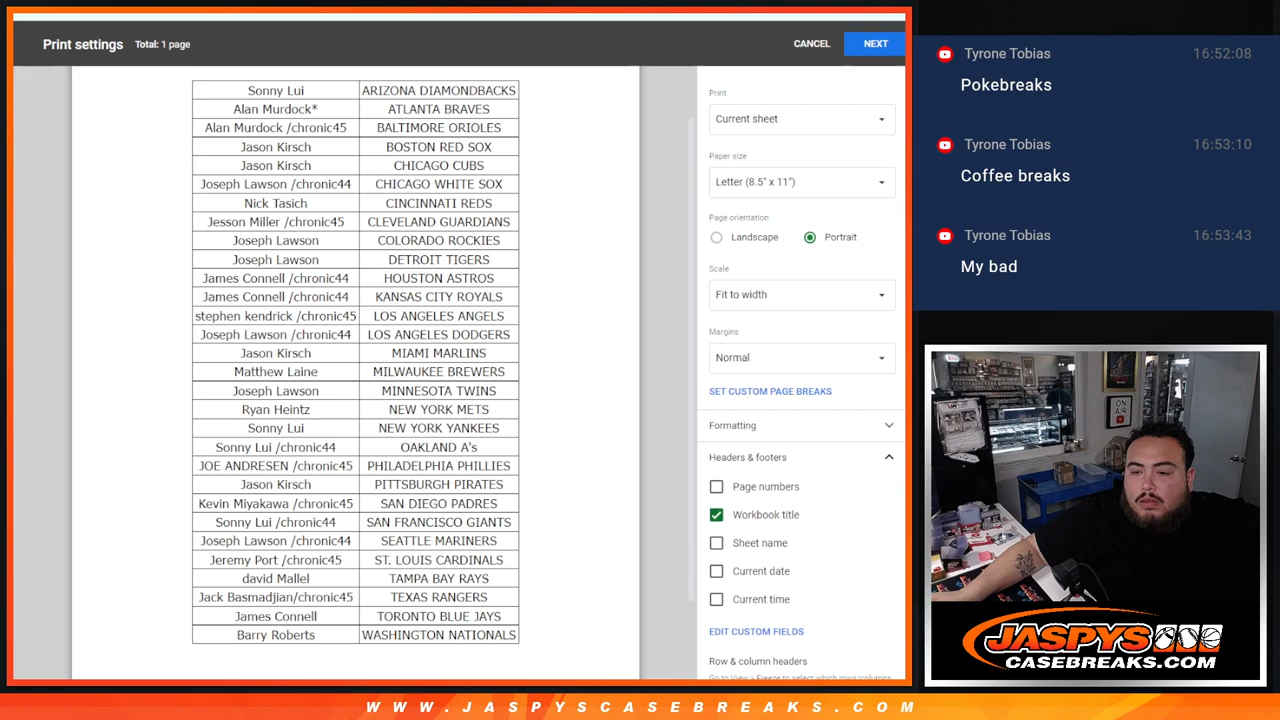 Print settings Total: 1 page CANCEL NEXT
Sonny Lui ARIZONA DIAMONDBACKS
Alan Murdock* ATLANTA BRAVES
Alan Murdock /chronic45 BALTIMORE ORIOLES
Jason Kirsch BOSTON RED SOX
Jason Kirsch CHICAGO CUBS
Joseph Lawson /chronic44 CHICAGO WHITE SOX
Nick Tasich CINCINNATI REDS
Jesson Miller /chronic45 CLEVELAND GUARDIANS
Joseph Lawson COLORADO ROCKIES
Joseph Lawson DETROIT TIGERS
James Connell /chronic44 HOUSTON ASTROS
James Connell /chronic44 KANSAS CITY ROYALS
stephen kendrick /chronic45 LOS ANGELES ANGELS
Joseph Lawson /chronic44 LOS ANGELES DODGERS
Jason Kirsch MIAMI MARLINS
Matthew Laine MILWAUKEE BREWERS
Joseph Lawson MINNESOTA TWINS
Ryan Heintz NEW YORK METS
Sonny Lui NEW YORK YANKEES
Sonny Lui /chronic44 OAKLAND A's
JOE ANDRESEN /chronic45 PHILADELPHIA PHILLIES
Jason Kirsch PITTSBURGH PIRATES
Kevin Miyakawa /chronic45 SAN DIEGO PADRES
Sonny Lui /chronic44 SAN FRANCISCO GIANTS
Joseph Lawson /chronic44 SEATTLE MARINERS
Jeremy Port /chronic45 ST. LOUIS CARDINALS
david Mallel TAMPA BAY RAYS
Jack Basmadjian/chronic45 TEXAS RANGERS
James Connell TORONTO BLUE JAYS
Barry Roberts WASHINGTON NATIONALS
Print
Current sheet
Paper size
Letter (8.5" x 11")
Page orientation
Landscape Portrait
Scale
Fit to width
Margins
Normal
SET CUSTOM PAGE BREAKS
Formatting
Headers & footers
Page numbers
Workbook title
Sheet name
Current date
Current time
EDIT CUSTOM FIELDS
Row & column headers
Go to View > Freeze to select which rows/columns
Tyrone Tobias 16:52:08
Pokebreaks
Tyrone Tobias 16:53:10
Coffee breaks
Tyrone Tobias 16:53:43
My bad
ON
AIR
JASPYS
CASEBREAKS.COM
WWW.JASPYSCASEBREAKS.COM